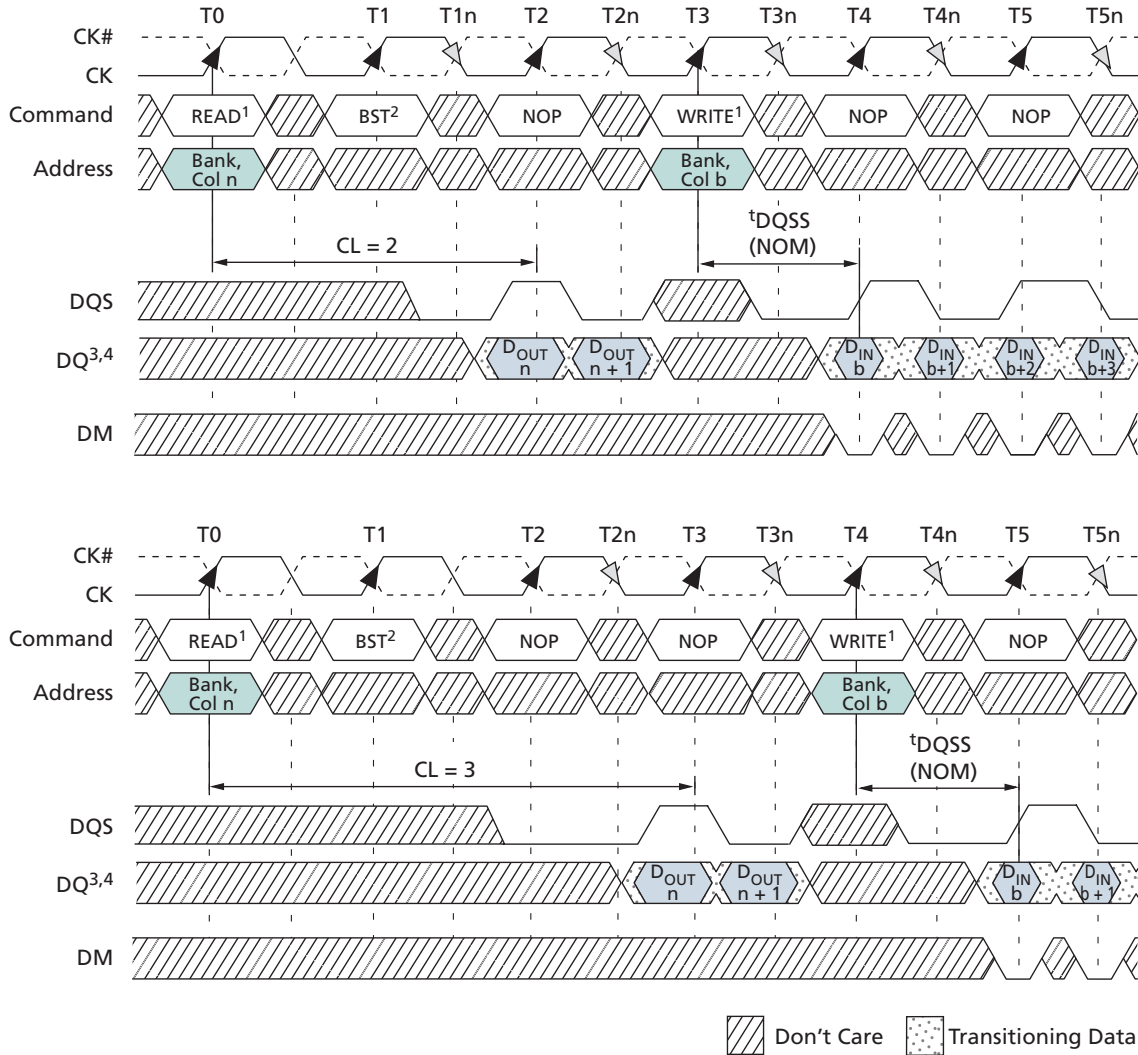 T0 T1 T1n T2 T2n T3 T3n T4 T4n T5 T5n
CK#
CK
Command READ1 BST2 NOP WRITE1 NOP NOP
Address Bank, Col n Bank, Col b
CL = 2
tDQSS
(NOM)
DQS
DQ3,4 DOUT n DOUT n + 1 DIN b DIN b+1 DIN b+2 DIN b+3
DM
T0 T1 T2 T2n T3 T3n T4 T4n T5 T5n
CK#
CK
Command READ1 BST2 NOP NOP WRITE1 NOP
Address Bank, Col n Bank, Col b
CL = 3
tDQSS
(NOM)
DQS
DQ3,4 DOUT n DOUT n + 1 DIN b DIN b + 1
DM
Don't Care Transitioning Data